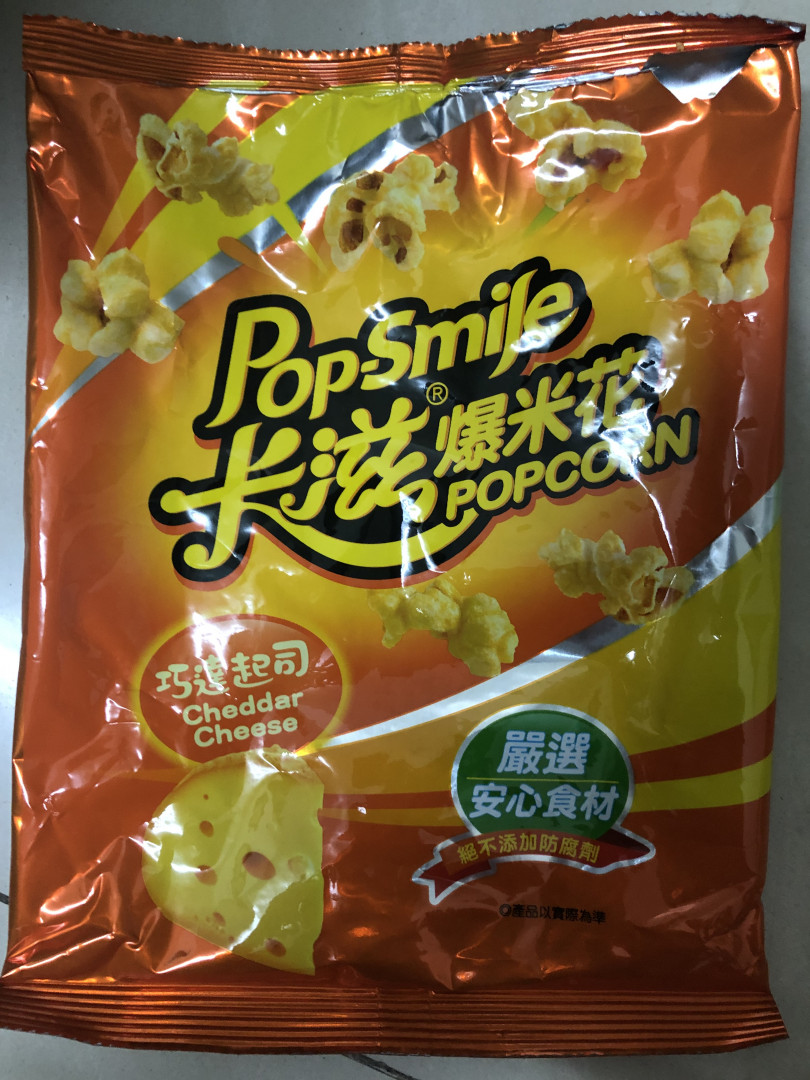 Pop-Smile
卡滋®爆米花
POPCORN
巧達起司
Cheddar
Cheese
嚴選
安心食材
絕不添加防腐劑
◎產品以實際為準